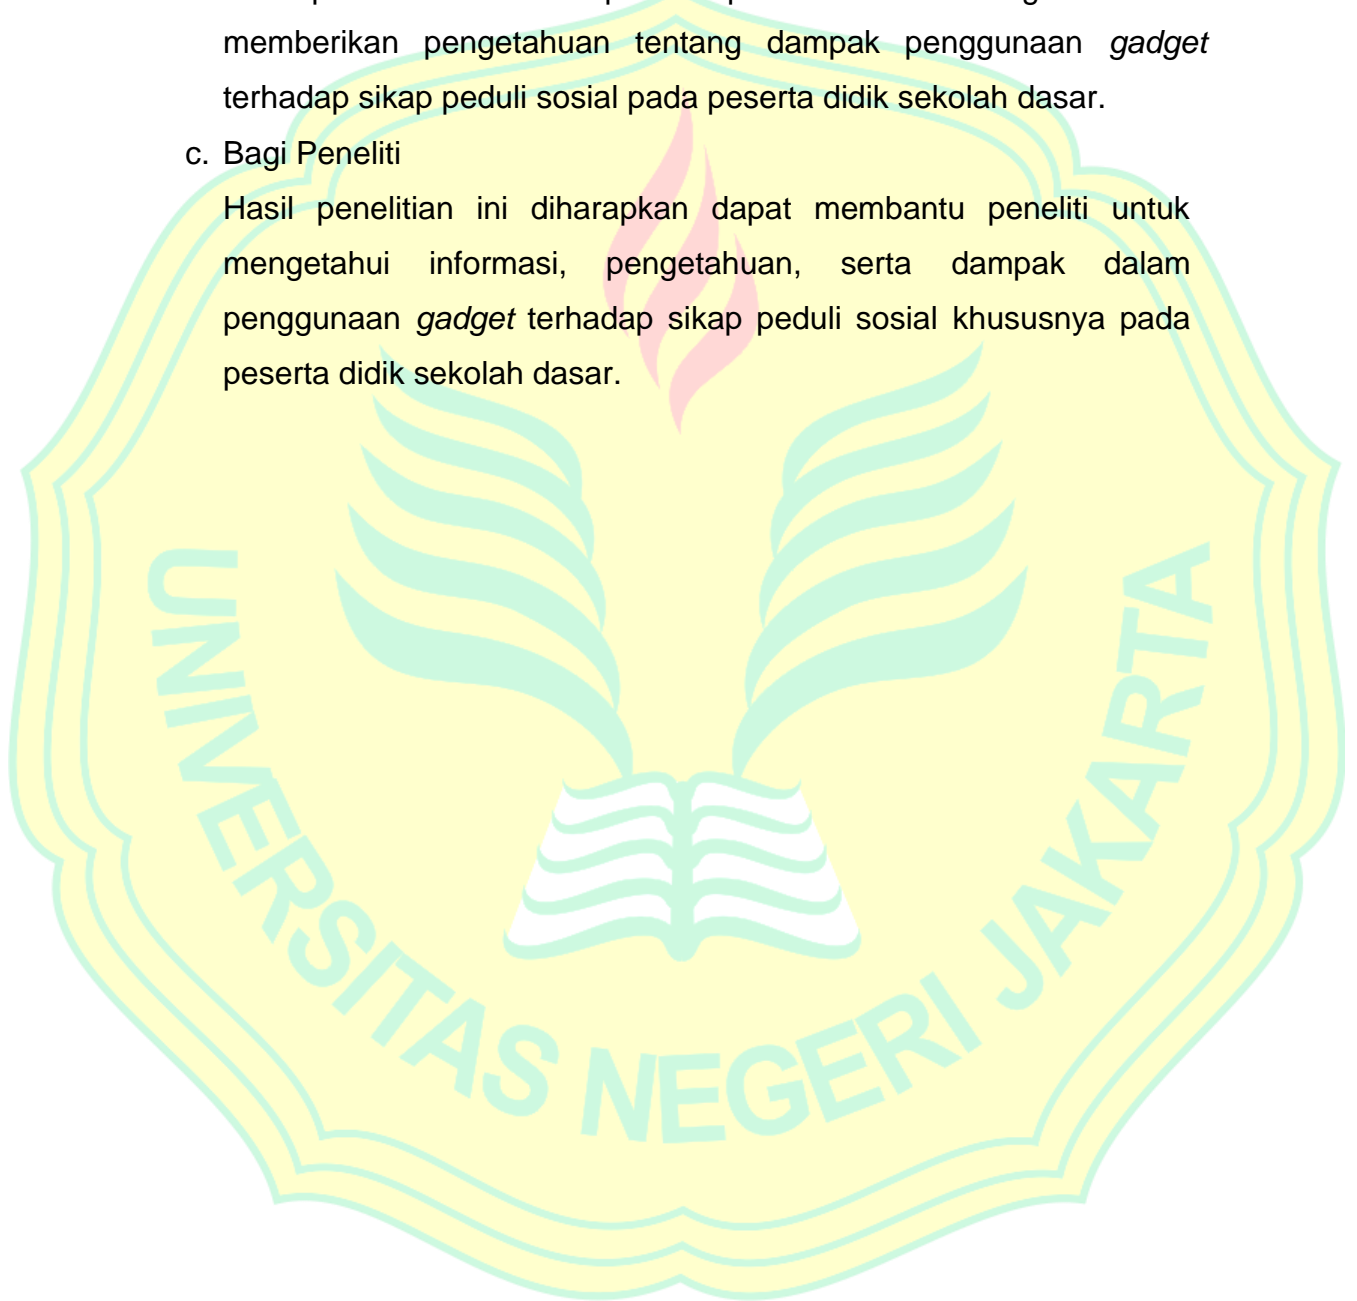 memberikan pengetahuan tentang dampak penggunaan gadget
terhadap sikap peduli sosial pada peserta didik sekolah dasar.
c. Bagi Peneliti
Hasil penelitian ini diharapkan dapat membantu peneliti untuk
mengetahui informasi, pengetahuan, serta dampak dalam
penggunaan gadget terhadap sikap peduli sosial khususnya pada
peserta didik sekolah dasar.
UNIVERSITAS NEGERI JAKARTA